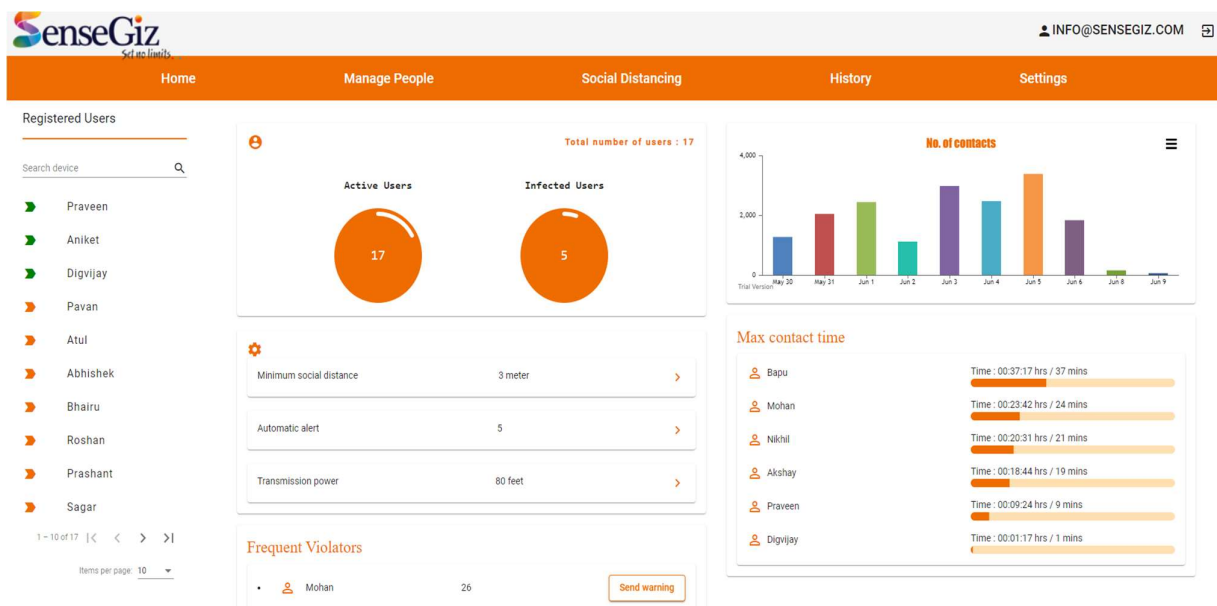 SenseGiz
Set no limits.
INFO@SENSEGIZ.COM
Home Manage People Social Distancing History Settings
Registered Users
Search device
Praveen
Aniket
Digvijay
Pavan
Atul
Abhishek
Bhairu
Roshan
Prashant
Sagar
1 – 10 of 17
Items per page: 10
Total number of users : 17
Active Users Infected Users
17 5
Minimum social distance 3 meter
Automatic alert 5
Transmission power 80 feet
Frequent Violators
Mohan 26 Send warning
No. of contacts
4,000
2,000
0
May 30 May 31 Jun 1 Jun 2 Jun 3 Jun 4 Jun 5 Jun 6 Jun 8 Jun 9
Trial Version
Max contact time
Bapu Time : 00:37:17 hrs / 37 mins
Mohan Time : 00:23:42 hrs / 24 mins
Nikhil Time : 00:20:31 hrs / 21 mins
Akshay Time : 00:18:44 hrs / 19 mins
Praveen Time : 00:09:24 hrs / 9 mins
Digvijay Time : 00:01:17 hrs / 1 mins